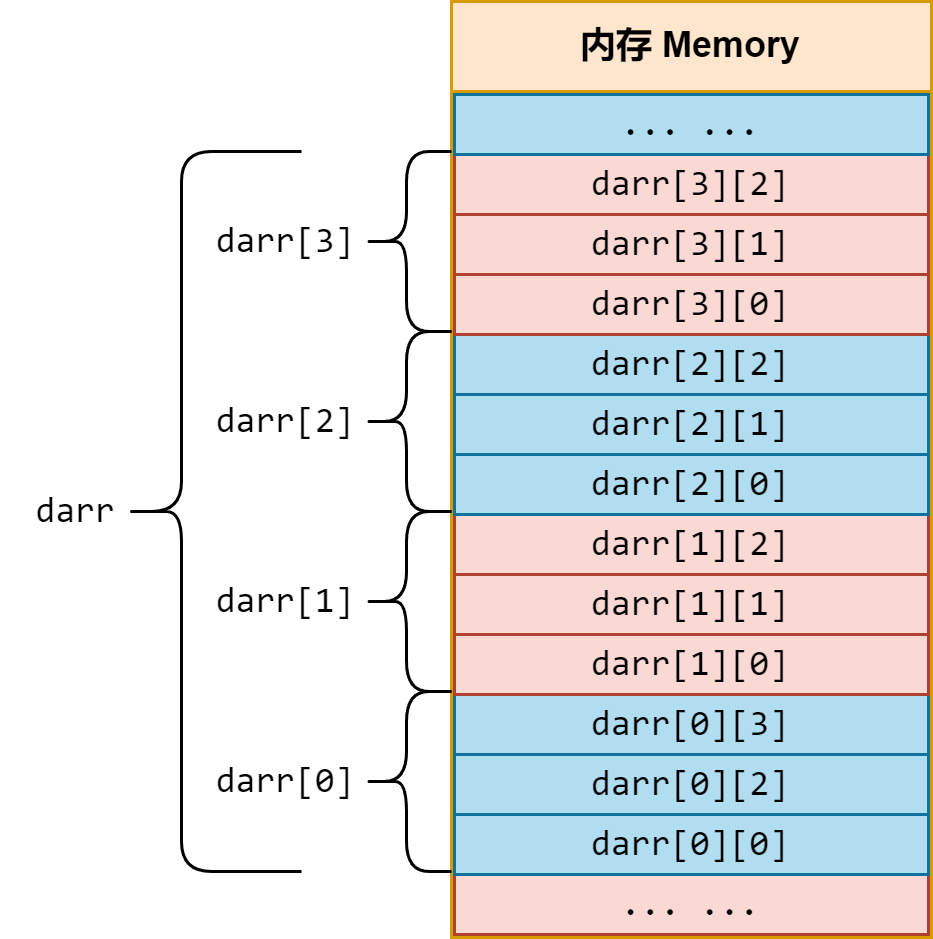 内存 Memory
... ...
darr[3][2]
darr[3]
darr[3][1]
darr[3][0]
darr[2][2]
darr[2]
darr[2][1]
darr[2][0]
darr
darr[1][2]
darr[1]
darr[1][1]
darr[1][0]
darr[0][3]
darr[0]
darr[0][2]
darr[0][0]
... ...